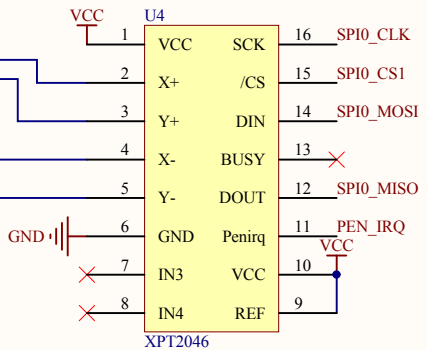 VCC
U4
1 VCC SCK 16 SPI0_CLK
2 X+ /CS 15 SPI0_CS1
3 Y+ DIN 14 SPI0_MOSI
4 X- BUSY 13
5 Y- DOUT 12 SPI0_MISO
GND 6 GND Penirq 11 PEN_IRQ
VCC
7 IN3 VCC 10
8 IN4 REF 9
XPT2046